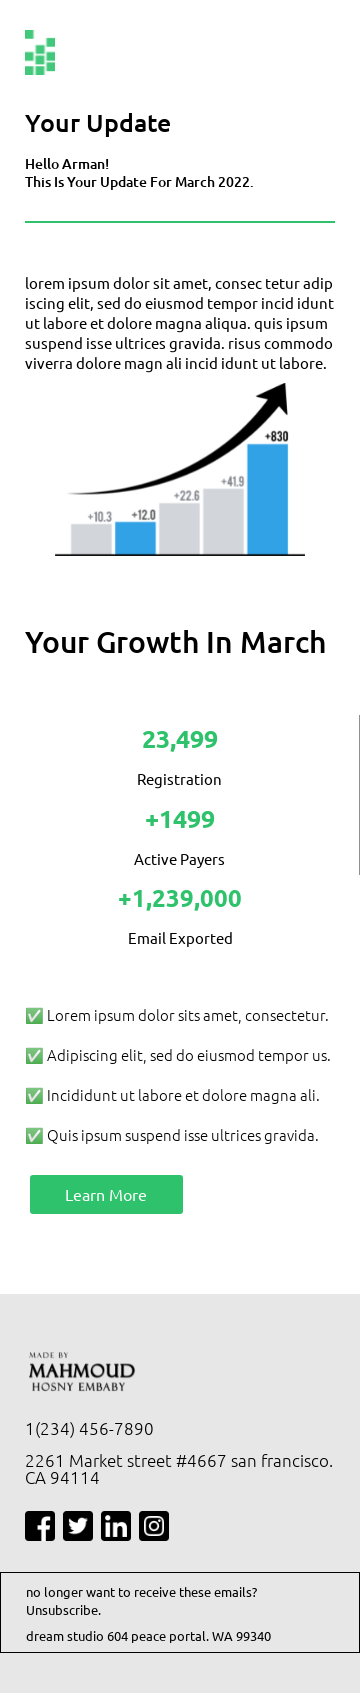 Your Update
Hello Arman!
This Is Your Update For March 2022.
lorem ipsum dolor sit amet, consec tetur adip
iscing elit, sed do eiusmod tempor incid idunt
ut labore et dolore magna aliqua. quis ipsum
suspend isse ultrices gravida. risus commodo
viverra dolore magn ali incid idunt ut labore.
+10.3
+12.0
+22.6
+41.9
+830
Your Growth In March
23,499
Registration
+1499
Active Payers
+1,239,000
Email Exported
✅ Lorem ipsum dolor sits amet, consectetur.
✅ Adipiscing elit, sed do eiusmod tempor us.
✅ Incididunt ut labore et dolore magna ali.
✅ Quis ipsum suspend isse ultrices gravida.
Learn More
MADE BY
MAHMOUD
HOSNY EMBABY
1(234) 456-7890
2261 Market street #4667 san francisco.
CA 94114
no longer want to receive these emails?
Unsubscribe.
dream studio 604 peace portal. WA 99340